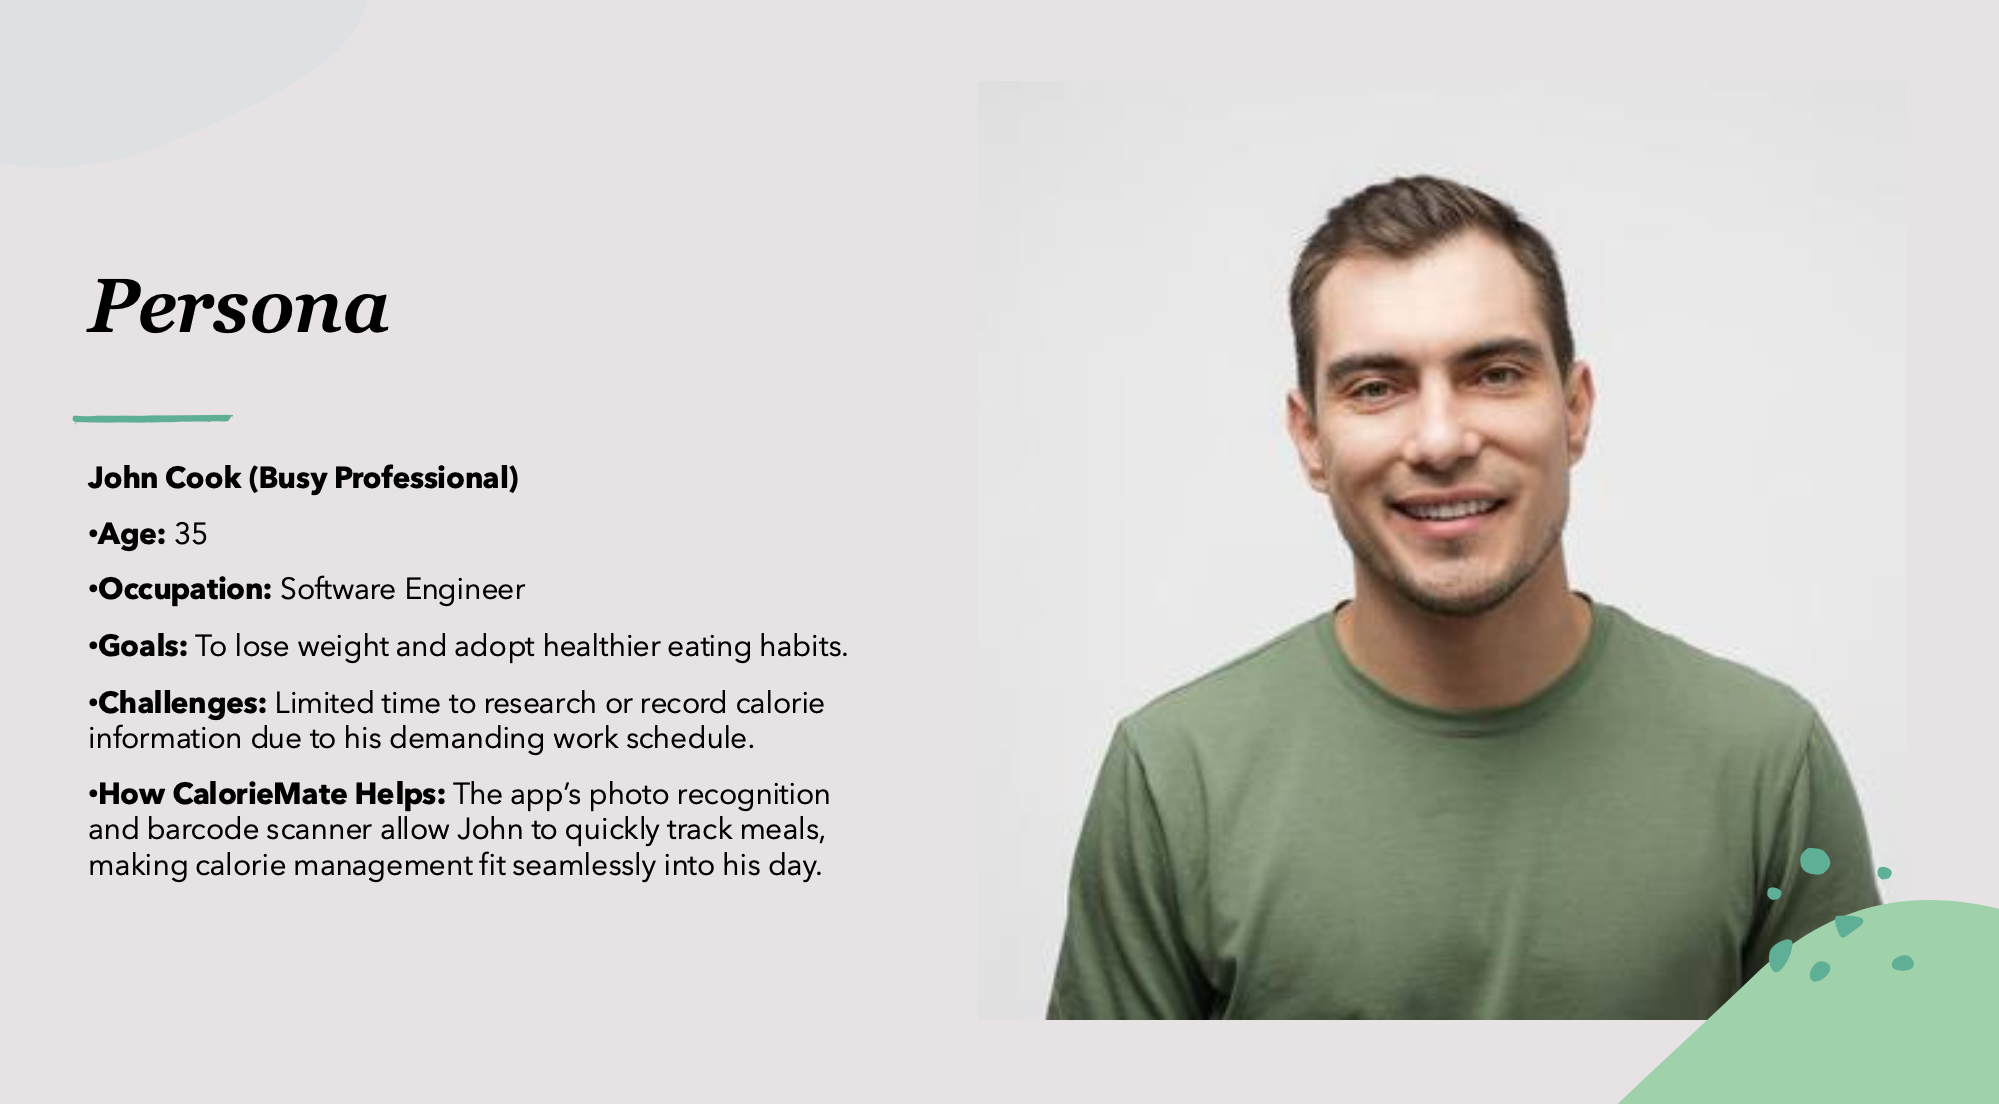 Persona
John Cook (Busy Professional)
•Age: 35
•Occupation: Software Engineer
•Goals: To lose weight and adopt healthier eating habits.
•Challenges: Limited time to research or record calorie
information due to his demanding work schedule.
•How CalorieMate Helps: The app’s photo recognition
and barcode scanner allow John to quickly track meals,
making calorie management fit seamlessly into his day.